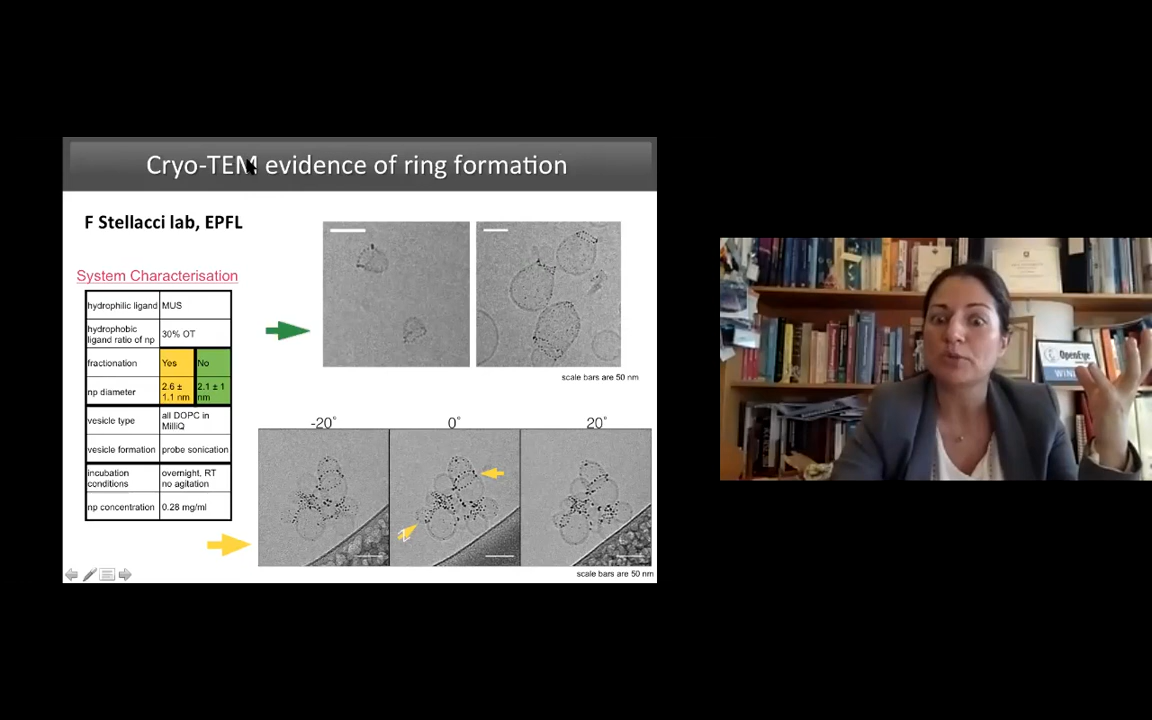 Cryo-TEM evidence of ring formation
F Stellacci lab, EPFL
System Characterisation
hydrophilic ligand MUS
hydrophobic
ligand ratio of np 30% OT
fractionation Yes No
np diameter 2.6 ± 1.1 nm 2.1 ± 1 nm
vesicle type all DOPC in MilliQ
vesicle formation probe sonication
incubation conditions overnight, RT no agitation
np concentration 0.28 mg/ml
scale bars are 50 nm
-20° 0° 20°
scale bars are 50 nm
OpenEye
WIN